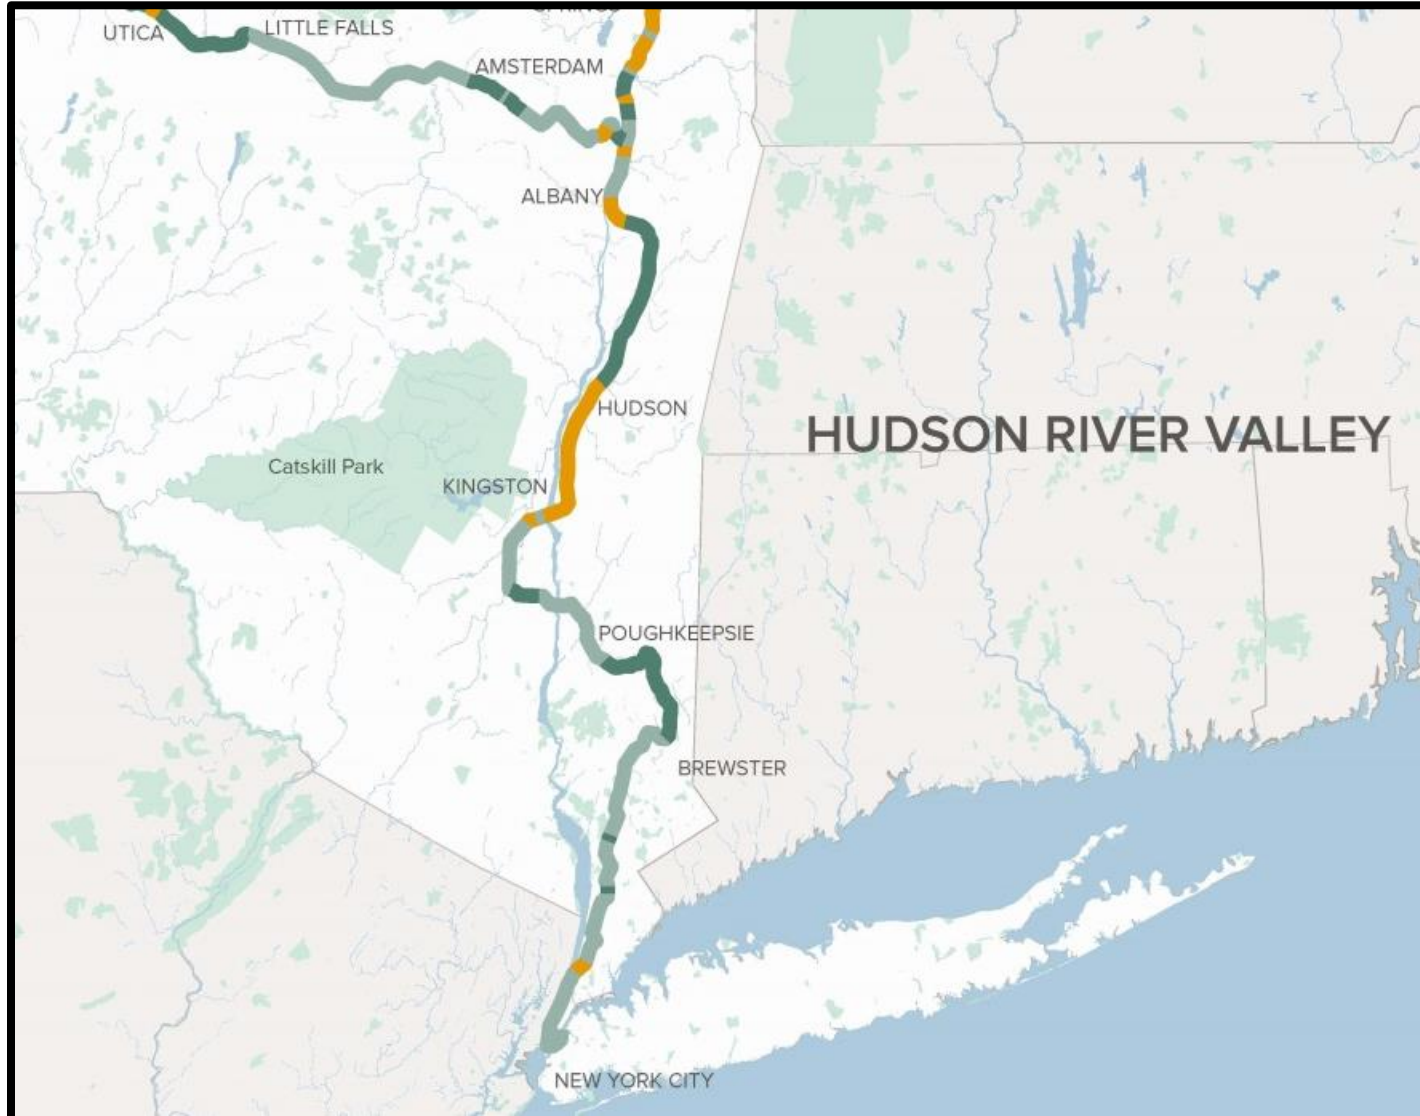 UTICA
LITTLE FALLS
AMSTERDAM
ALBANY
HUDSON
HUDSON RIVER VALLEY
Catskill Park
KINGSTON
POUGHKEEPSIE
BREWSTER
NEW YORK CITY